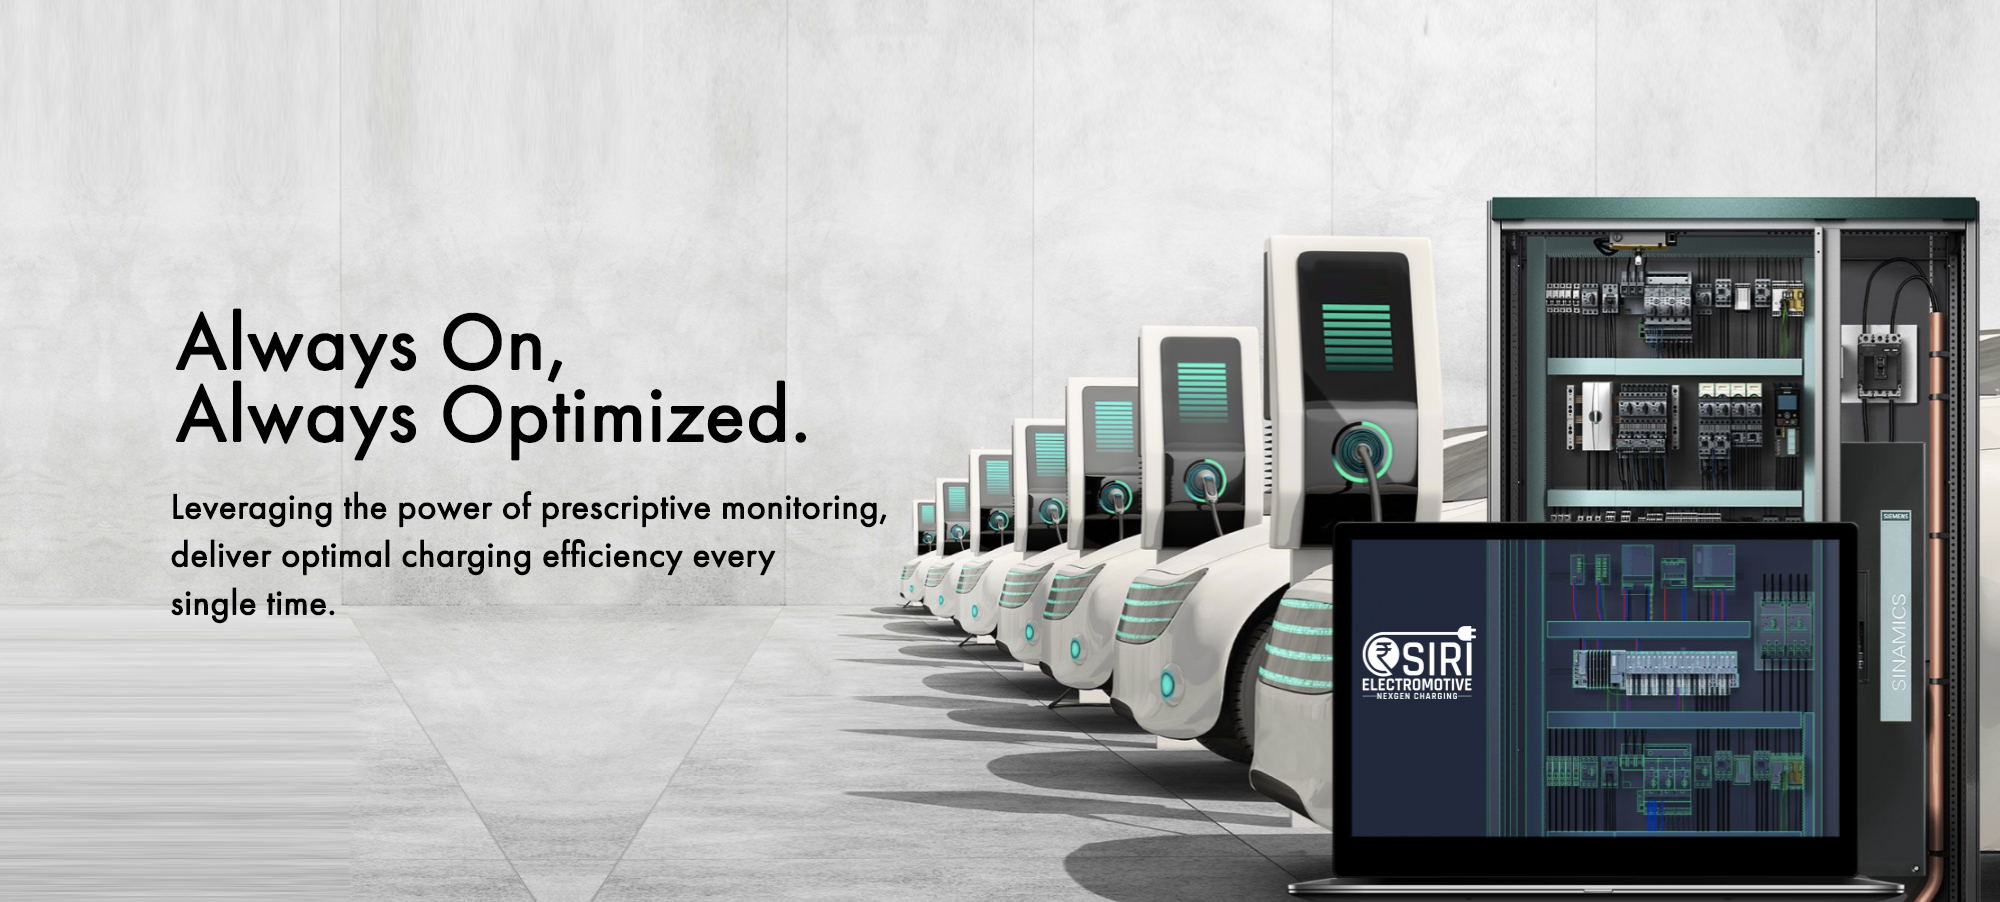 Always On,
Always Optimized.
Leveraging the power of prescriptive monitoring,
deliver optimal charging efficiency every
single time.
SIEMENS
SINAMICS
₹SIRI
ELECTROMOTIVE
NEXGEN CHARGING